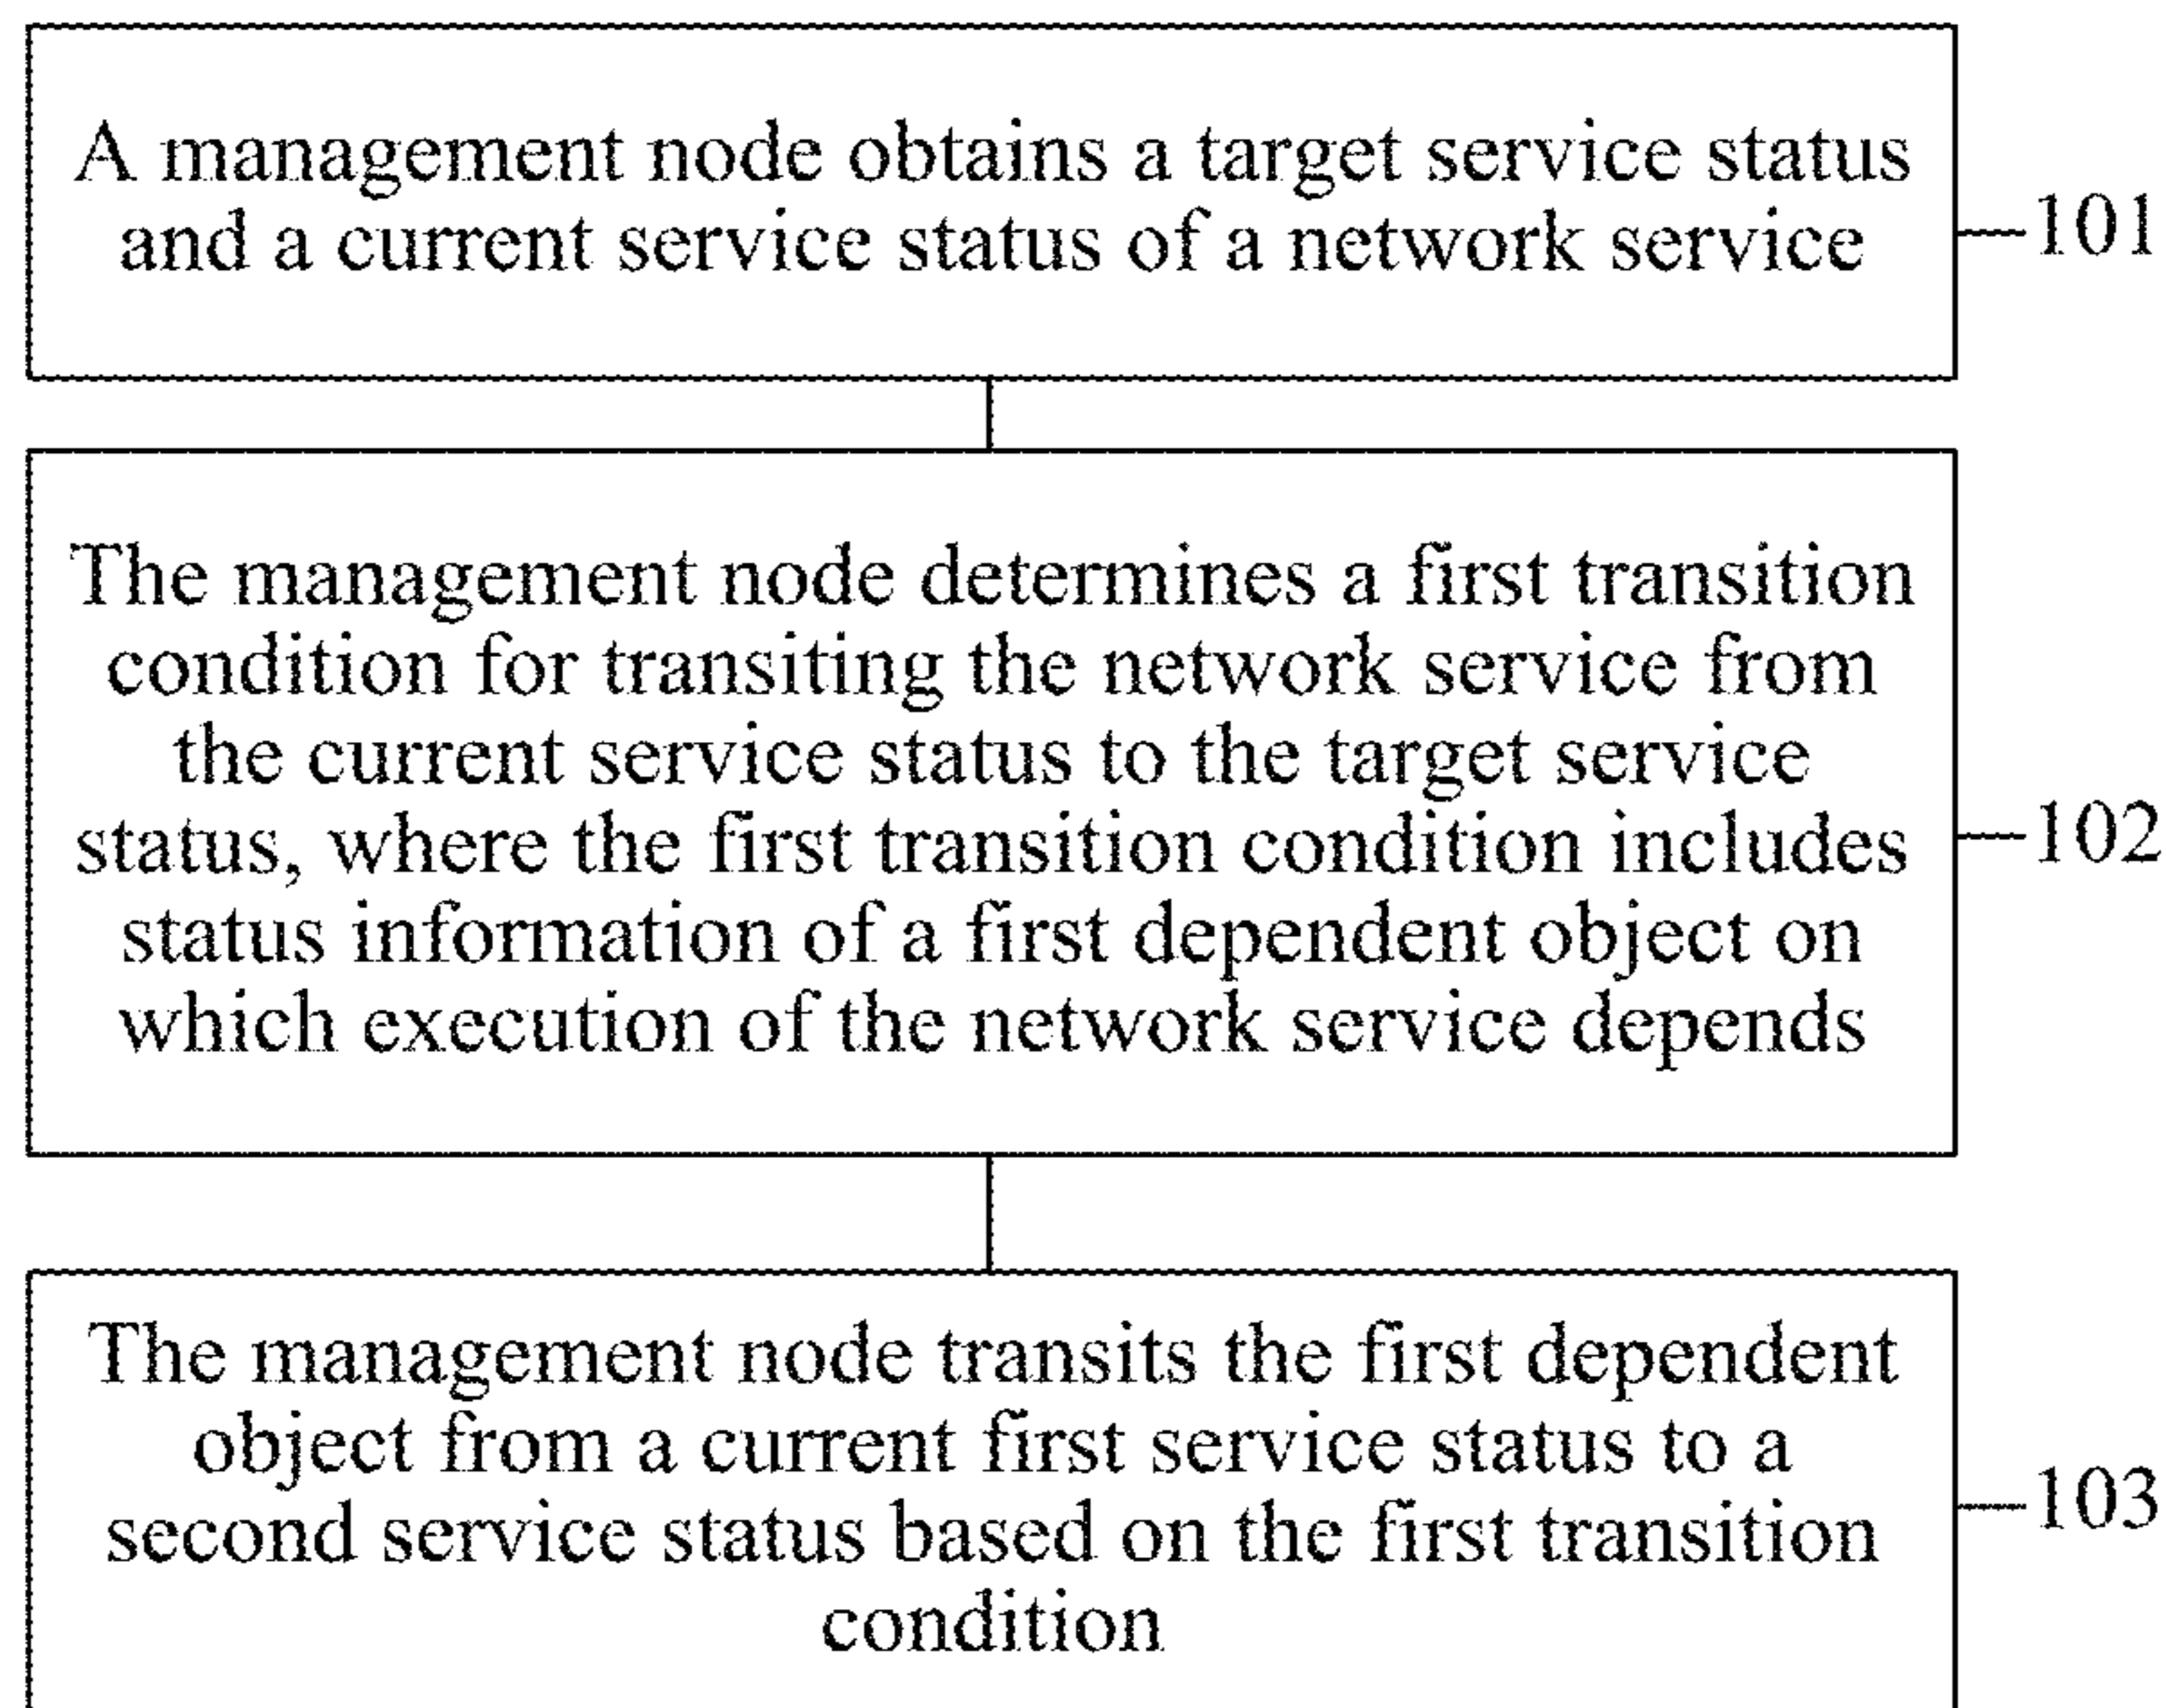 A management node obtains a target service status
and a current service status of a network service
101
The management node determines a first transition
condition for transiting the network service from
the current service status to the target service
status, where the first transition condition includes
status information of a first dependent object on
which execution of the network service depends
102
The management node transits the first dependent
object from a current first service status to a
second service status based on the first transition
condition
103